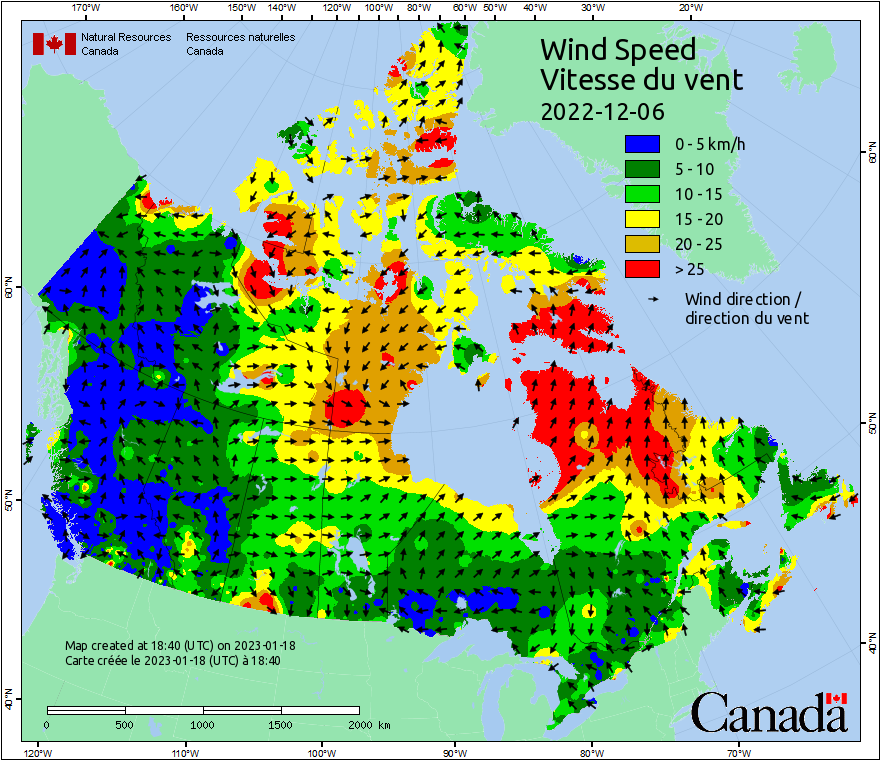 170°W 160°W 150°W 140°W 120°W 100°W 80°W 60°W 50°W 40°W 30°W 20°W
Natural Resources Canada
Ressources naturelles Canada
Wind Speed
Vitesse du vent
2022-12-06
0 - 5 km/h
5 - 10
10 - 15
15 - 20
20 - 25
> 25
Wind direction /
direction du vent
60°N
50°N
40°N
60°N
50°N
40°N
Map created at 18:40 (UTC) on 2023-01-18
Carte créée le 2023-01-18 (UTC) à 18:40
0 500 1000 1500 2000 km
Canada
120°W 110°W 100°W 90°W 80°W 70°W